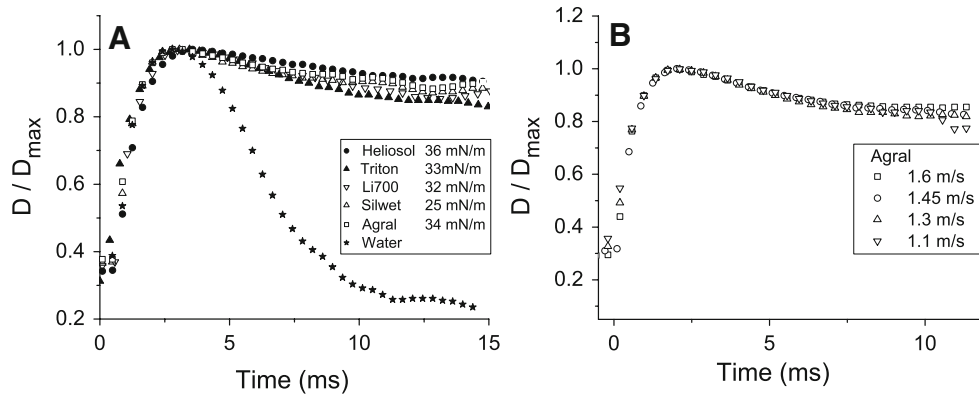 A
D / Dmax
1.0
0.8
0.6
0.4
0.2
0
5
10
15
Time (ms)
Heliosol 36 mN/m
Triton 33mN/m
Li700 32 mN/m
Silwet 25 mN/m
Agral 34 mN/m
Water
B
D / Dmax
1.2
1.0
0.8
0.6
0.4
0.2
0
5
10
Time (ms)
Agral
1.6 m/s
1.45 m/s
1.3 m/s
1.1 m/s